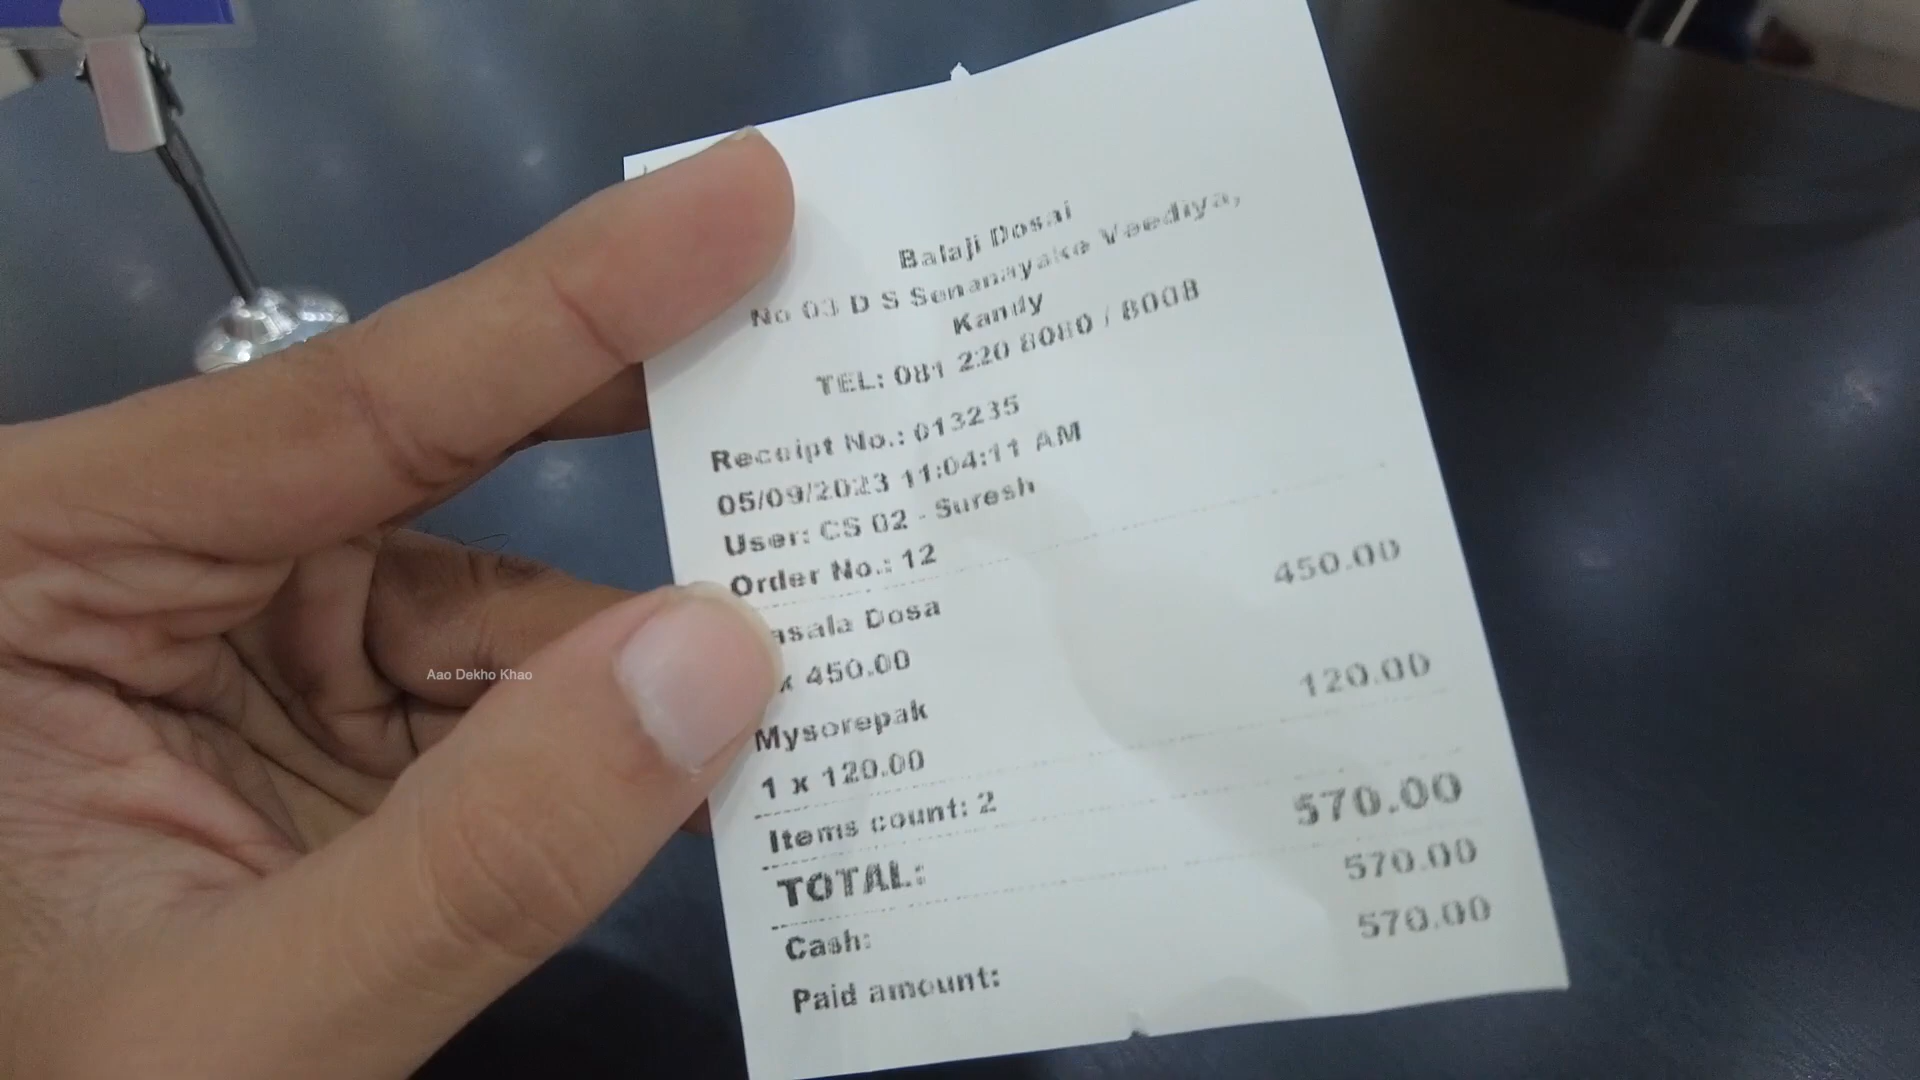 Balaji Dosai
No 03 D S Senanayake Veediya,
Kandy
TEL: 081 220 8080 / 8008
Receipt No.: 013235
05/09/2023 11:04:11 AM
User: CS 02 - Suresh
Order No.: 12
asala Dosa 450.00
x 450.00
Mysorepak 120.00
1 x 120.00
Items count: 2
TOTAL: 570.00
Cash: 570.00
Paid amount: 570.00
Aao Dekho Khao